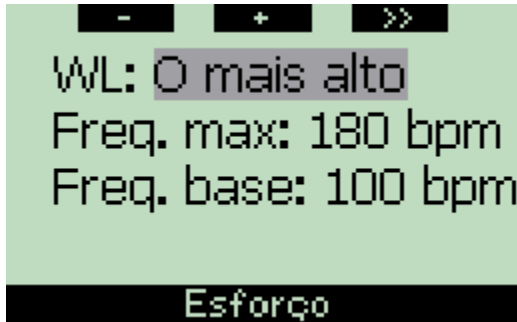 - + >>
WL: O mais alto
Freq. max: 180 bpm
Freq. base: 100 bpm
Esforço